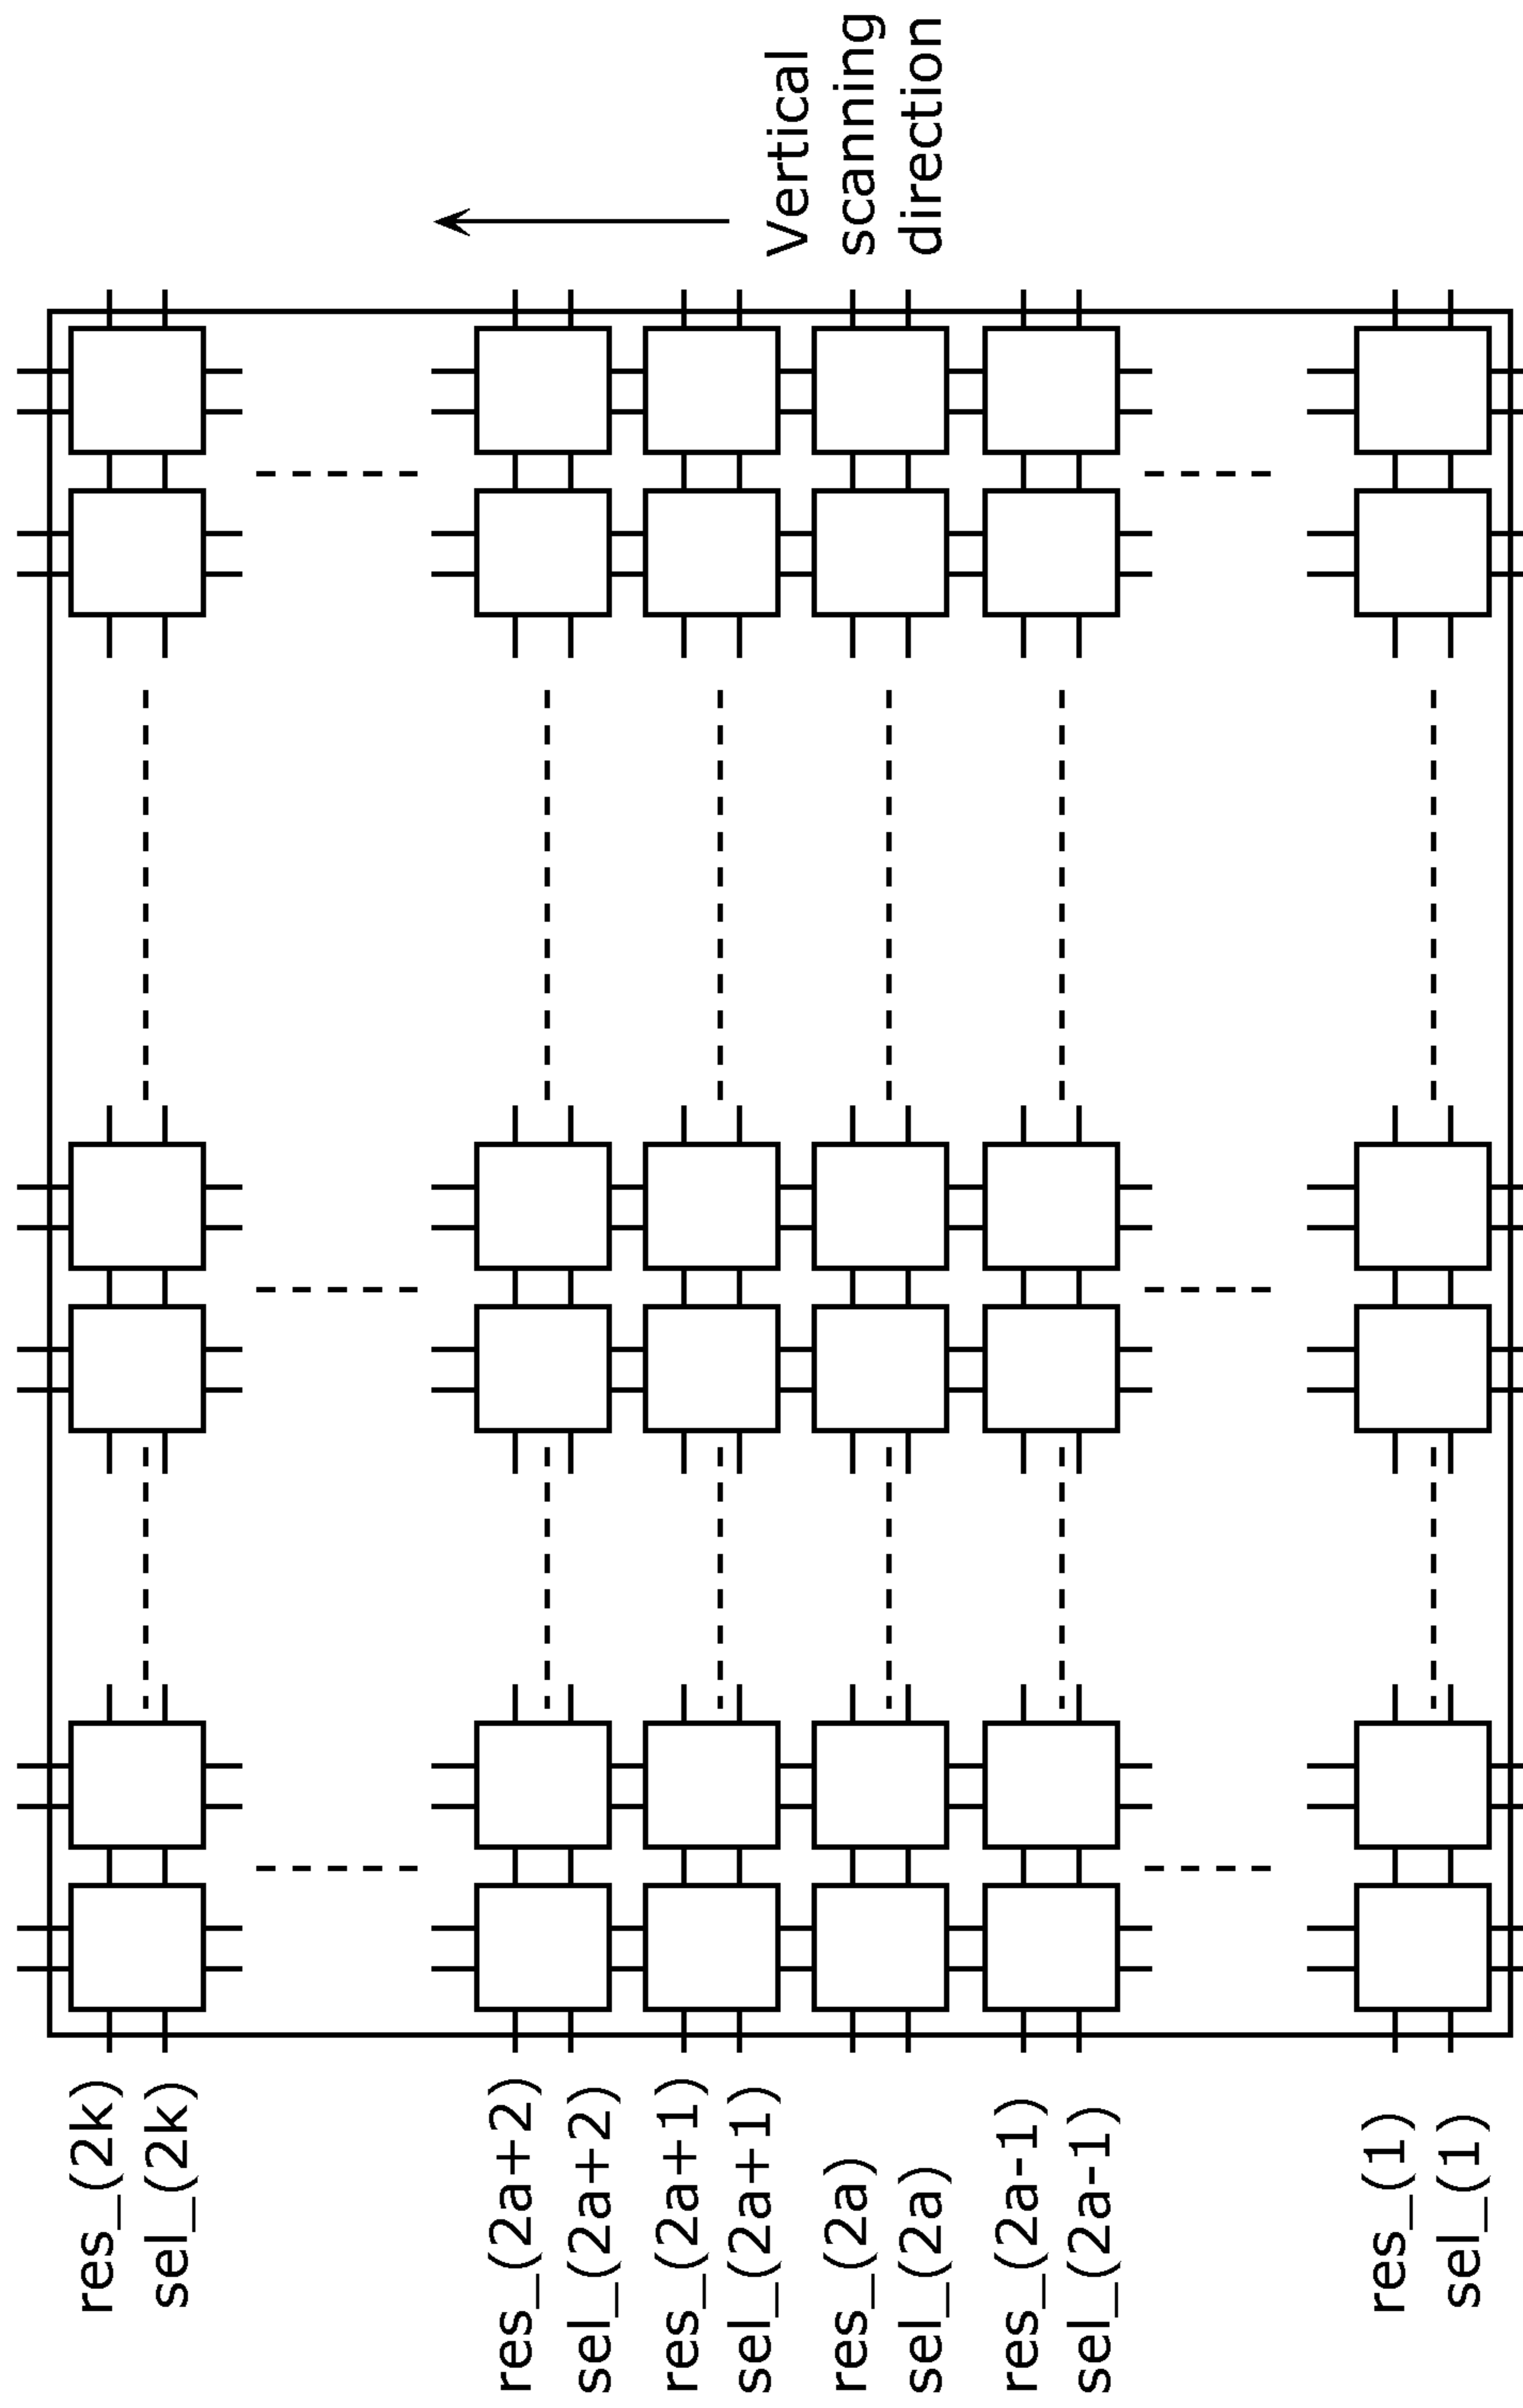 res_(2k)
sel_(2k)
res_(2a+2)
sel_(2a+2)
res_(2a+1)
sel_(2a+1)
res_(2a)
sel_(2a)
res_(2a-1)
sel_(2a-1)
res_(1)
sel_(1)
Vertical
scanning
direction